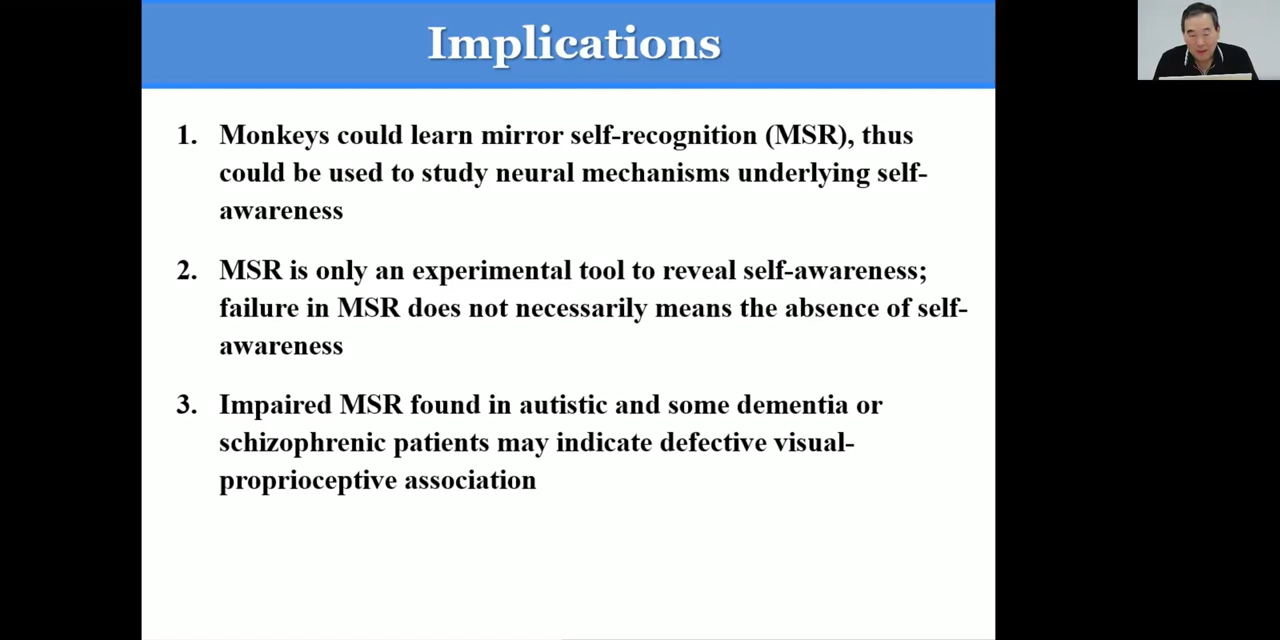 Implications
1. Monkeys could learn mirror self-recognition (MSR), thus
could be used to study neural mechanisms underlying self-
awareness
2. MSR is only an experimental tool to reveal self-awareness;
failure in MSR does not necessarily means the absence of self-
awareness
3. Impaired MSR found in autistic and some dementia or
schizophrenic patients may indicate defective visual-
proprioceptive association